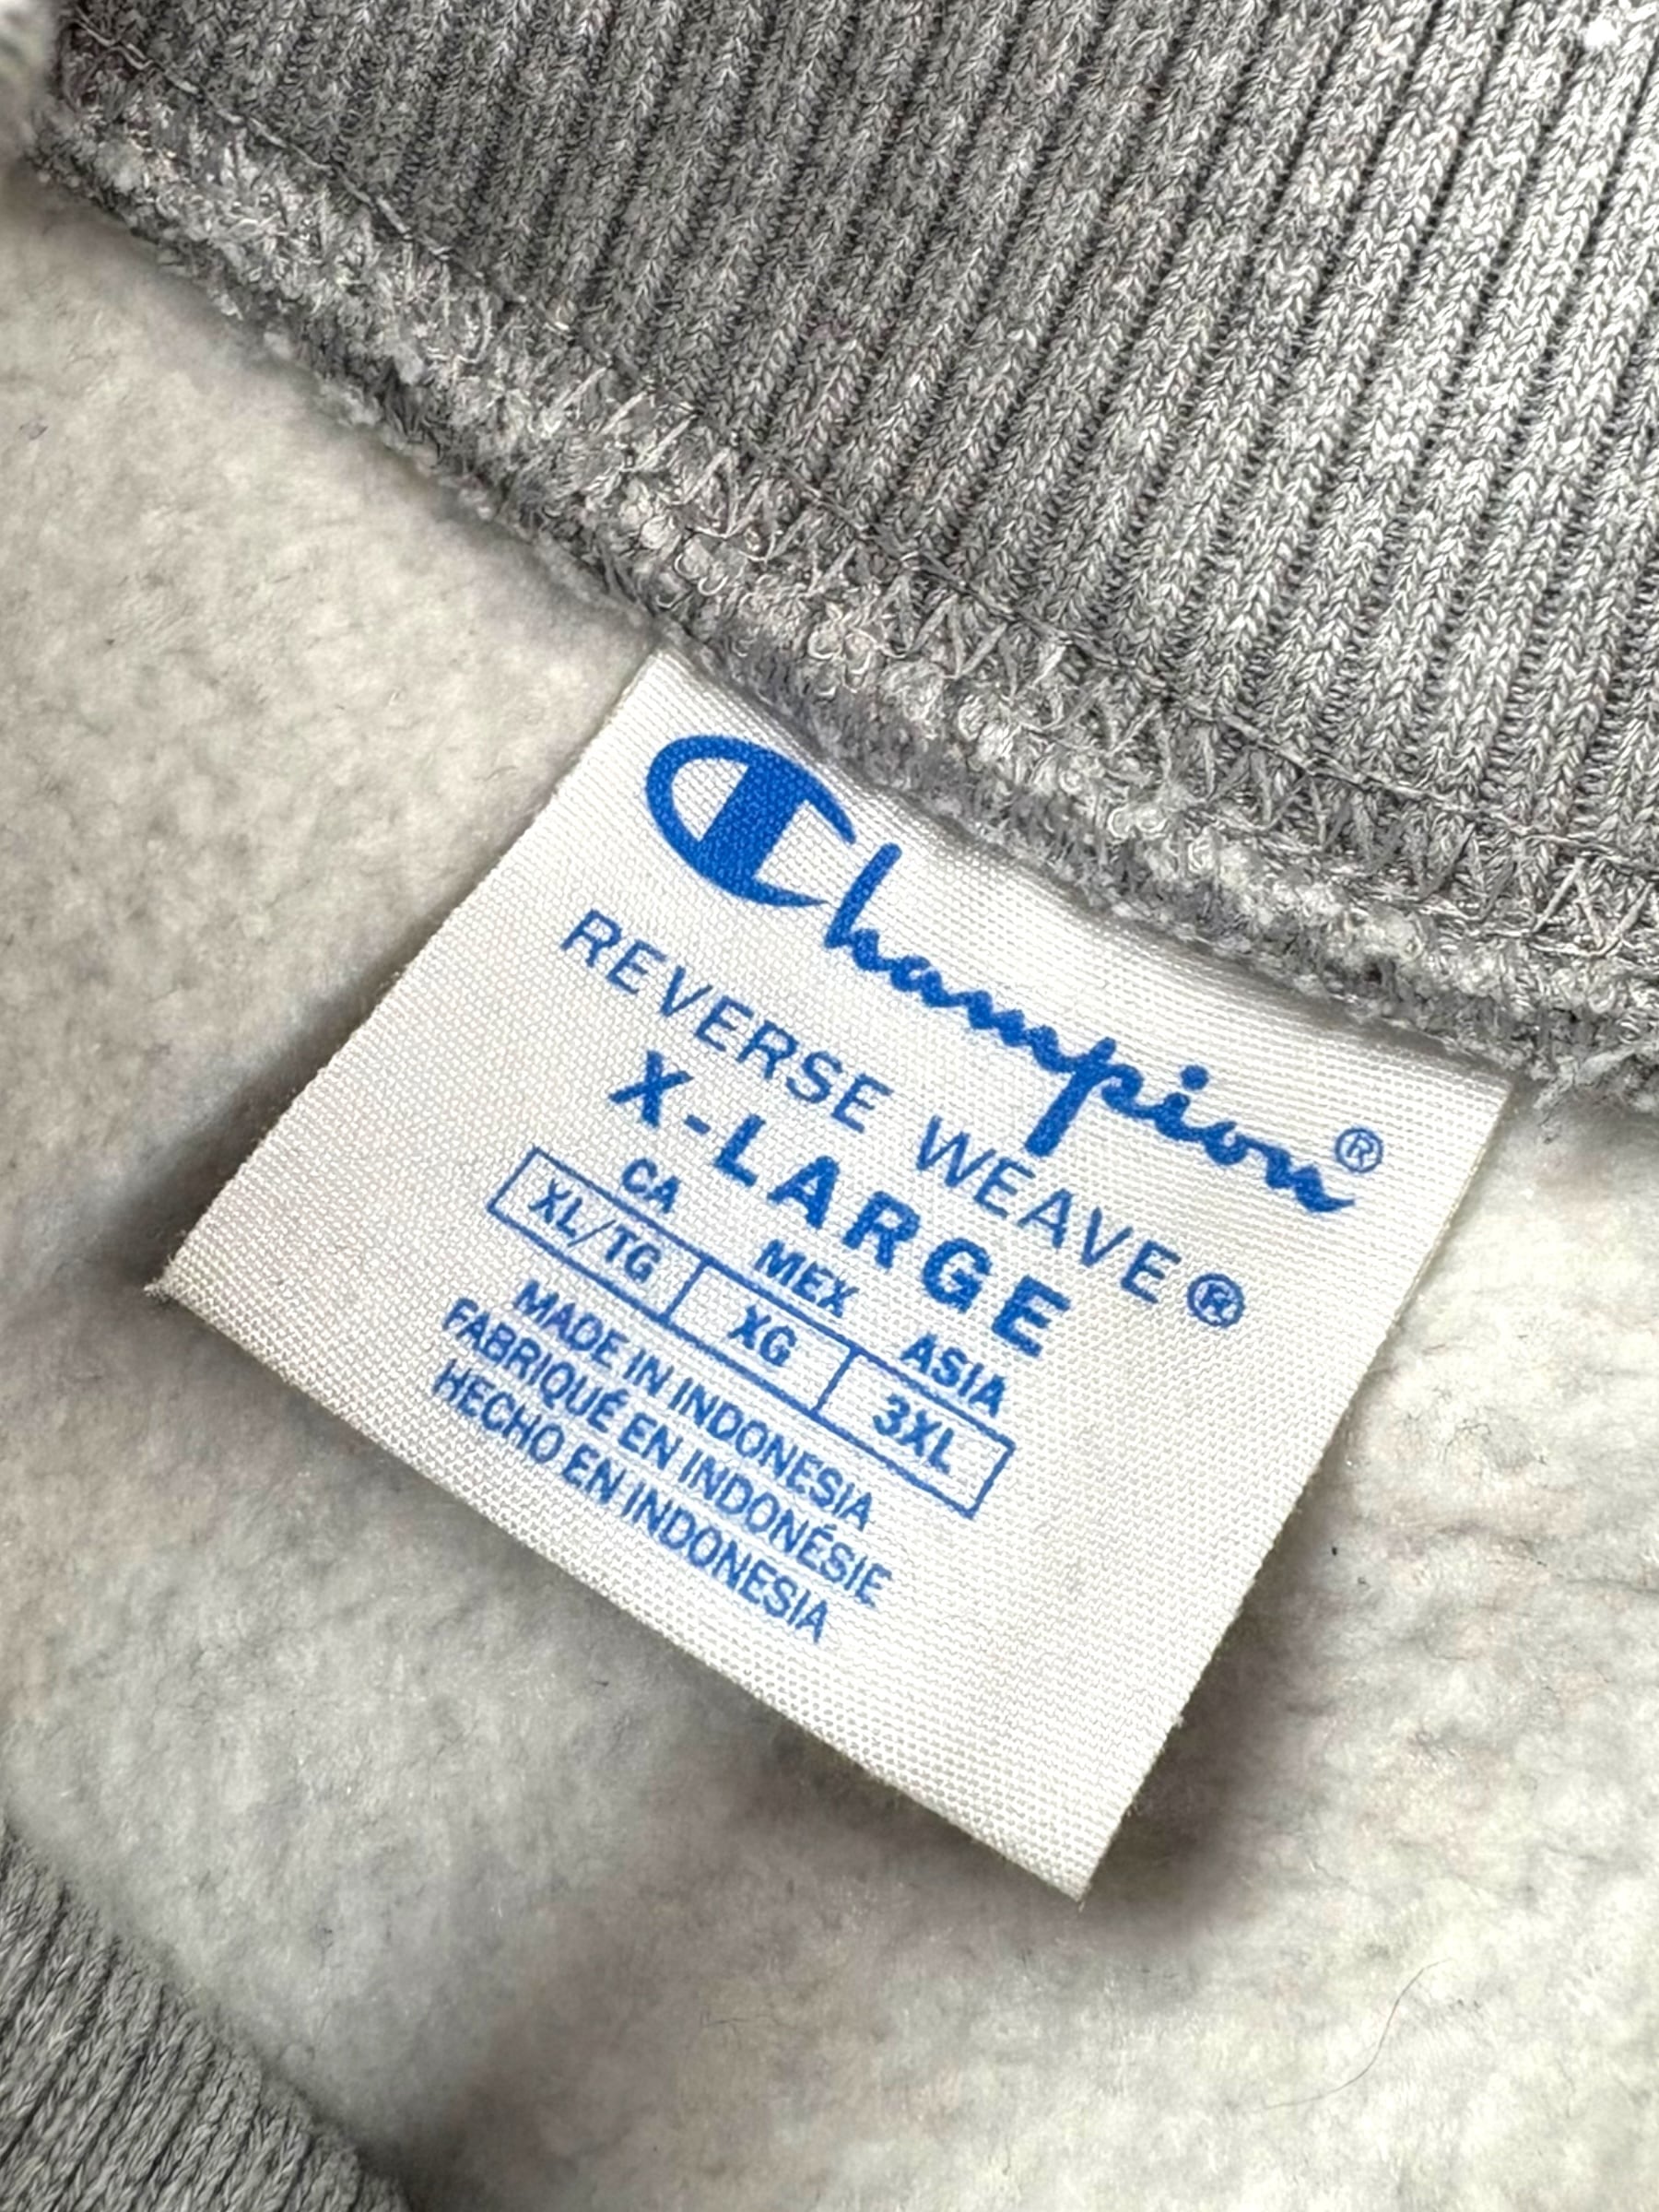 Champion®
REVERSE WEAVE®
X-LARGE
CA MEX ASIA
XL/TG XG 3XL
MADE IN INDONESIA
FABRIQUÉ EN INDONÉSIE
HECHO EN INDONESIA